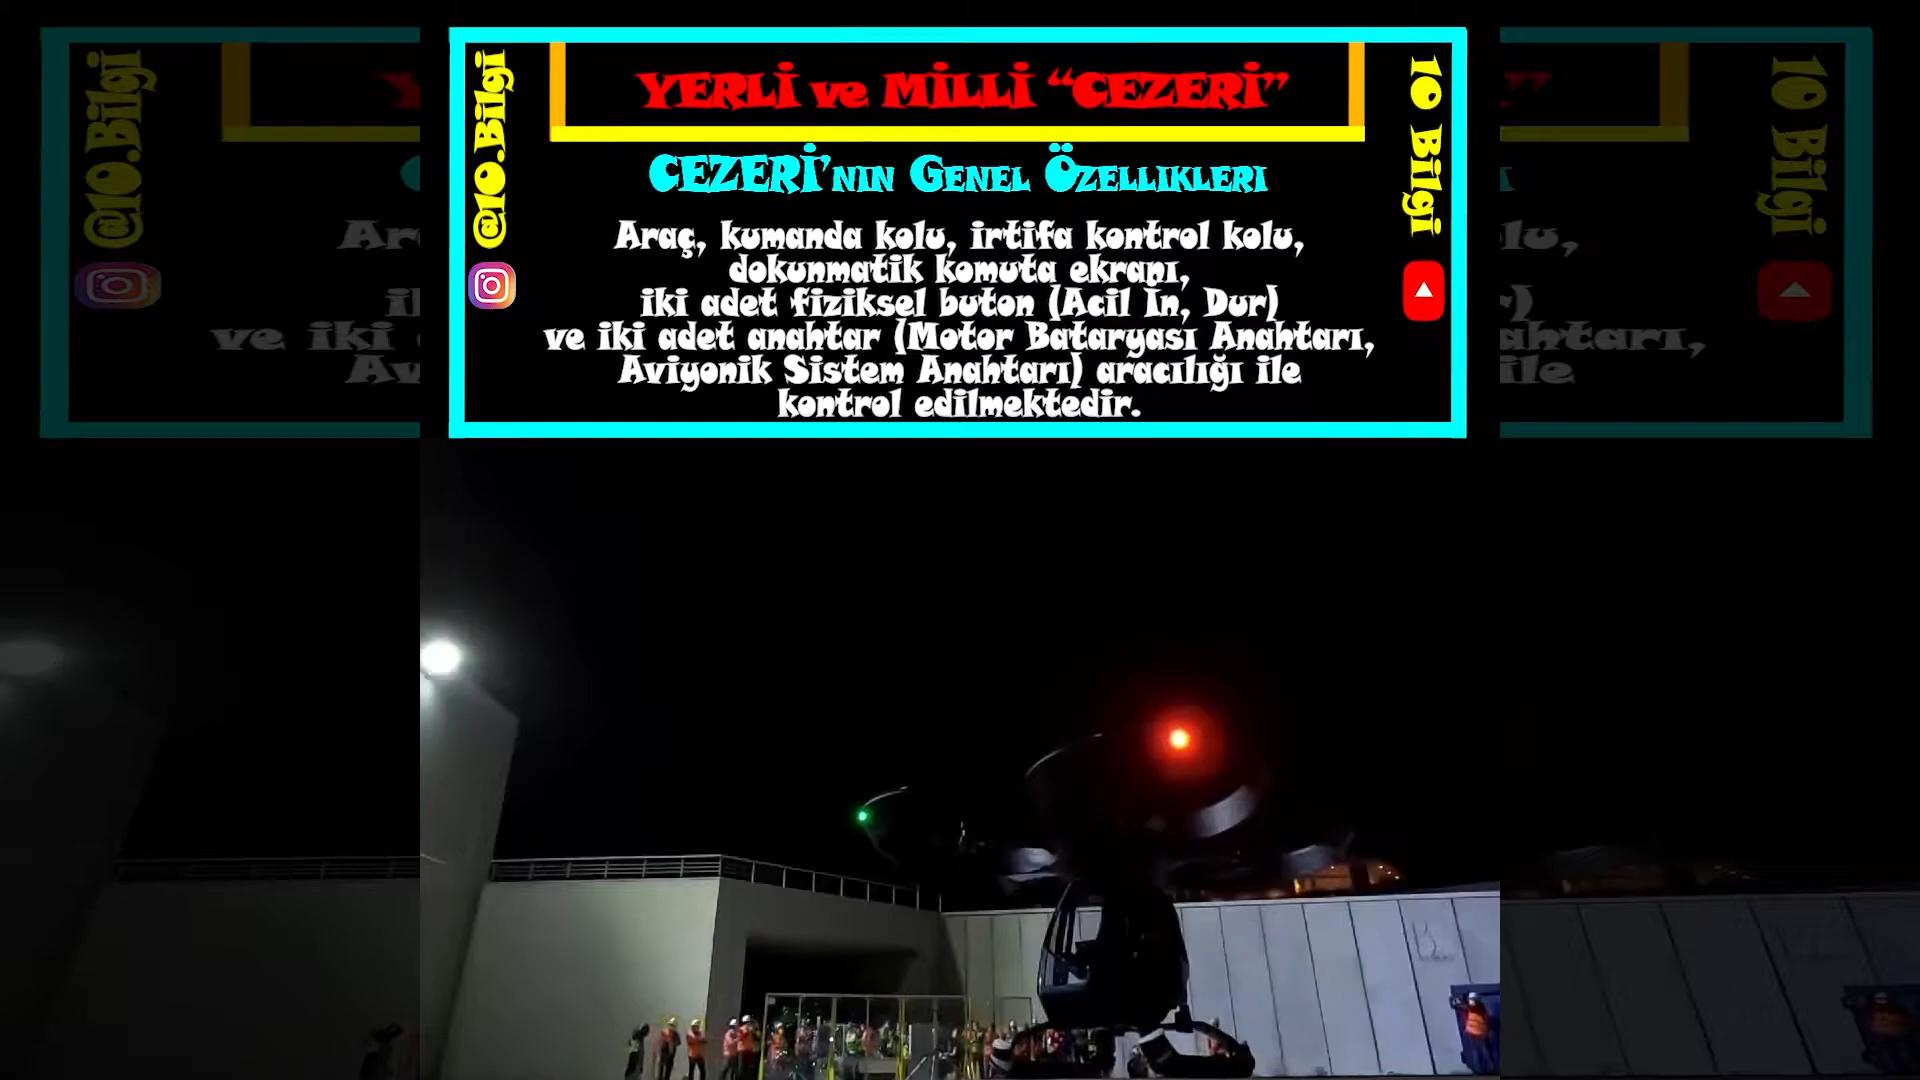 YERLİ ve MİLLİ “CEZERİ”
CEZERİ’nin Genel Özellikleri
Araç, kumanda kolu, irtifa kontrol kolu,
dokunmatik komuta ekranı,
iki adet fiziksel buton (Acil İn, Dur)
ve iki adet anahtar (Motor Bataryası Anahtarı,
Aviyonik Sistem Anahtarı) aracılığı ile
kontrol edilmektedir.
@10.Bilgi
10 Bilgi